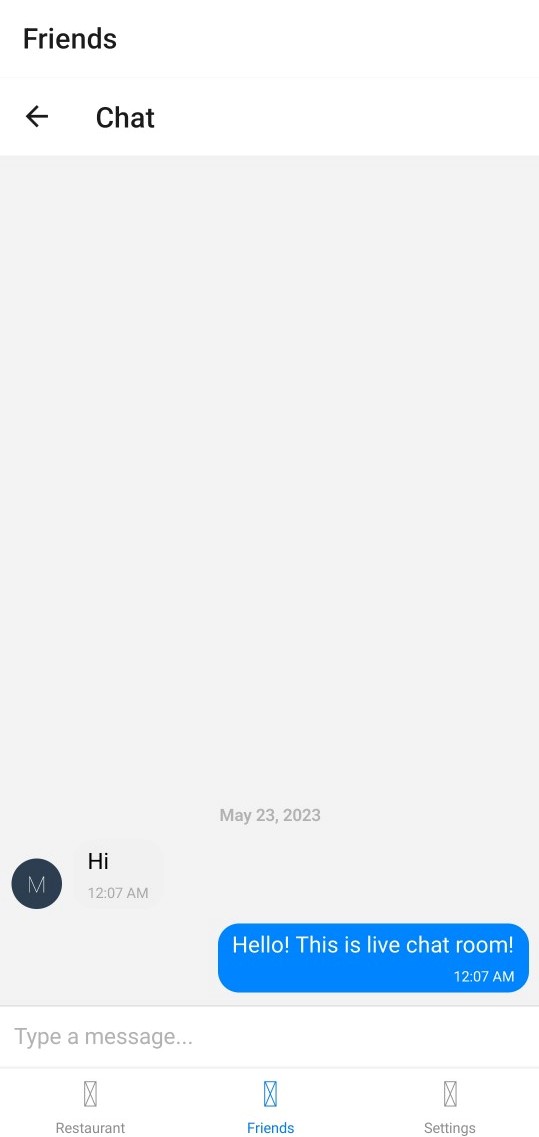 Friends
Chat
May 23, 2023
Hi
12:07 AM
M
Hello! This is live chat room!
12:07 AM
Type a message...
Restaurant
Friends
Settings